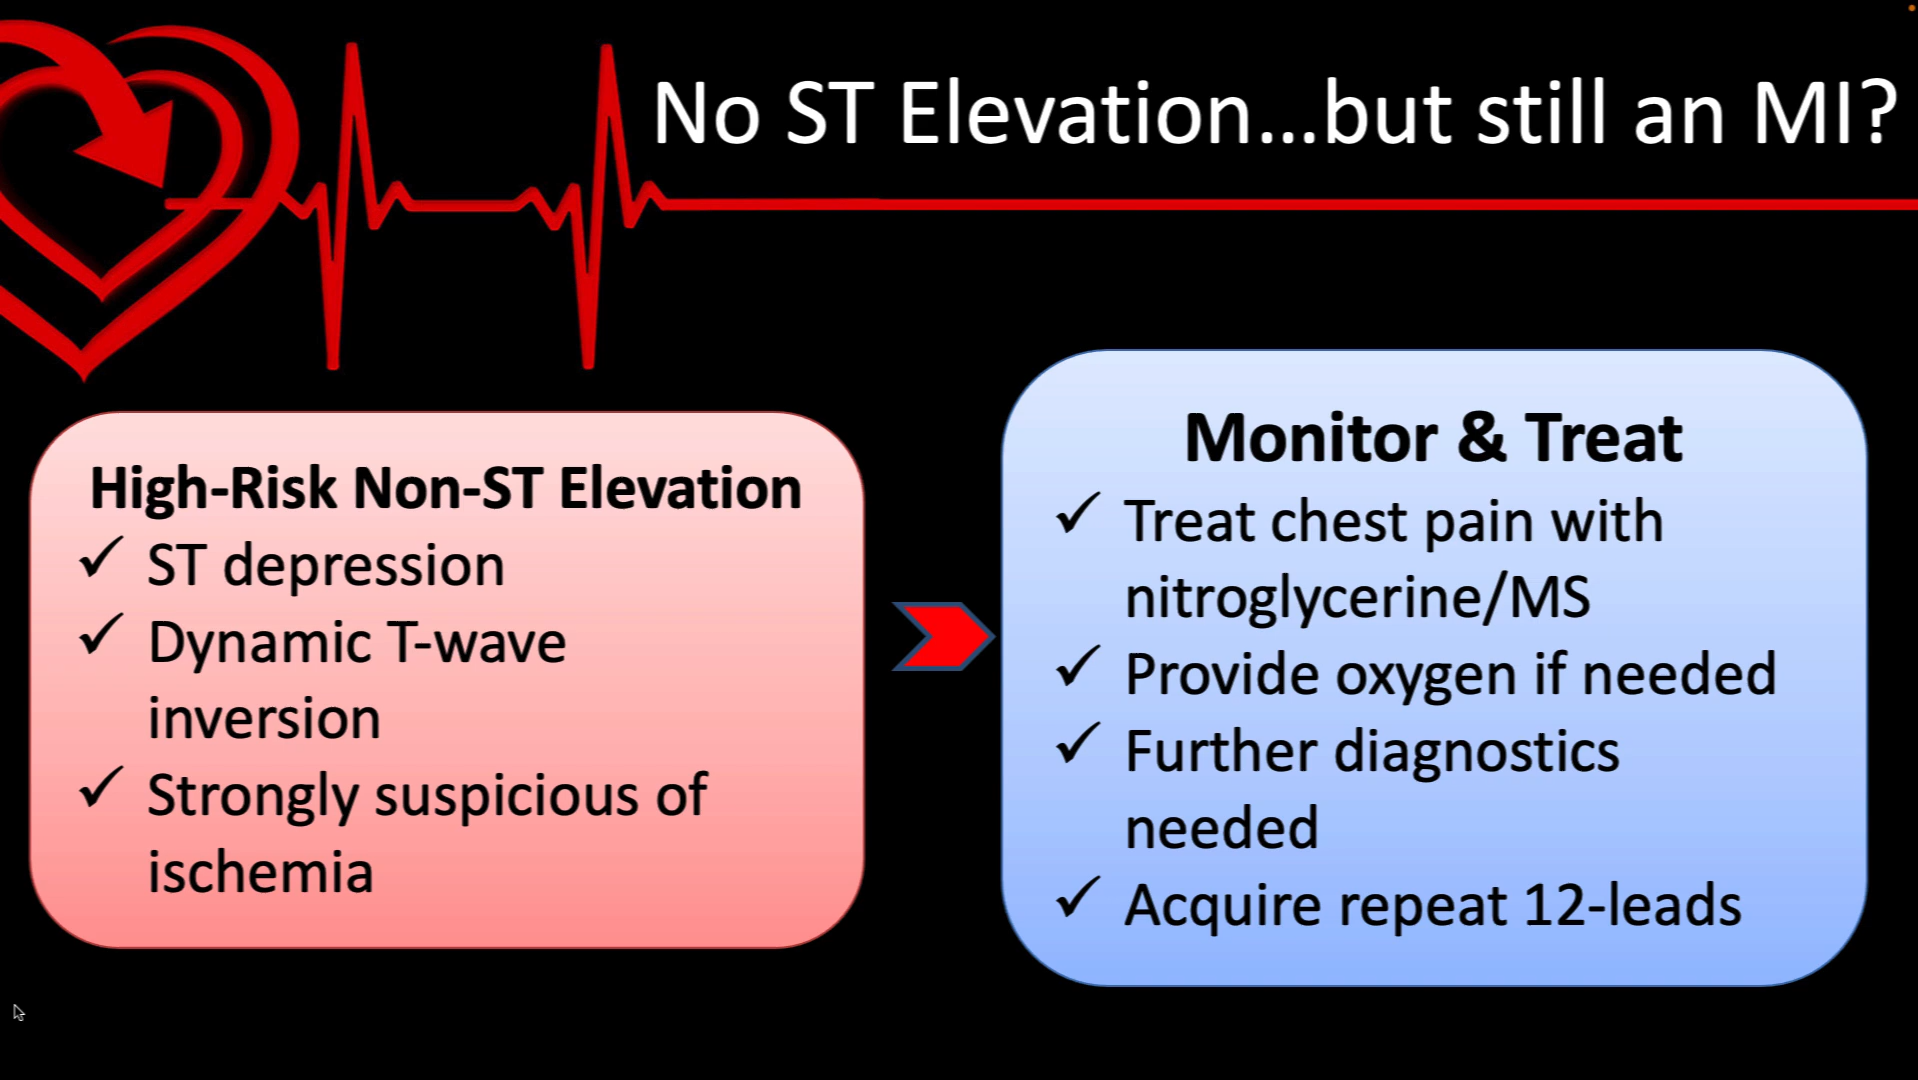 No ST Elevation...but still an MI?
High-Risk Non-ST Elevation
✓ ST depression
✓ Dynamic T-wave
inversion
✓ Strongly suspicious of
ischemia
Monitor & Treat
✓ Treat chest pain with
nitroglycerine/MS
✓ Provide oxygen if needed
✓ Further diagnostics
needed
✓ Acquire repeat 12-leads